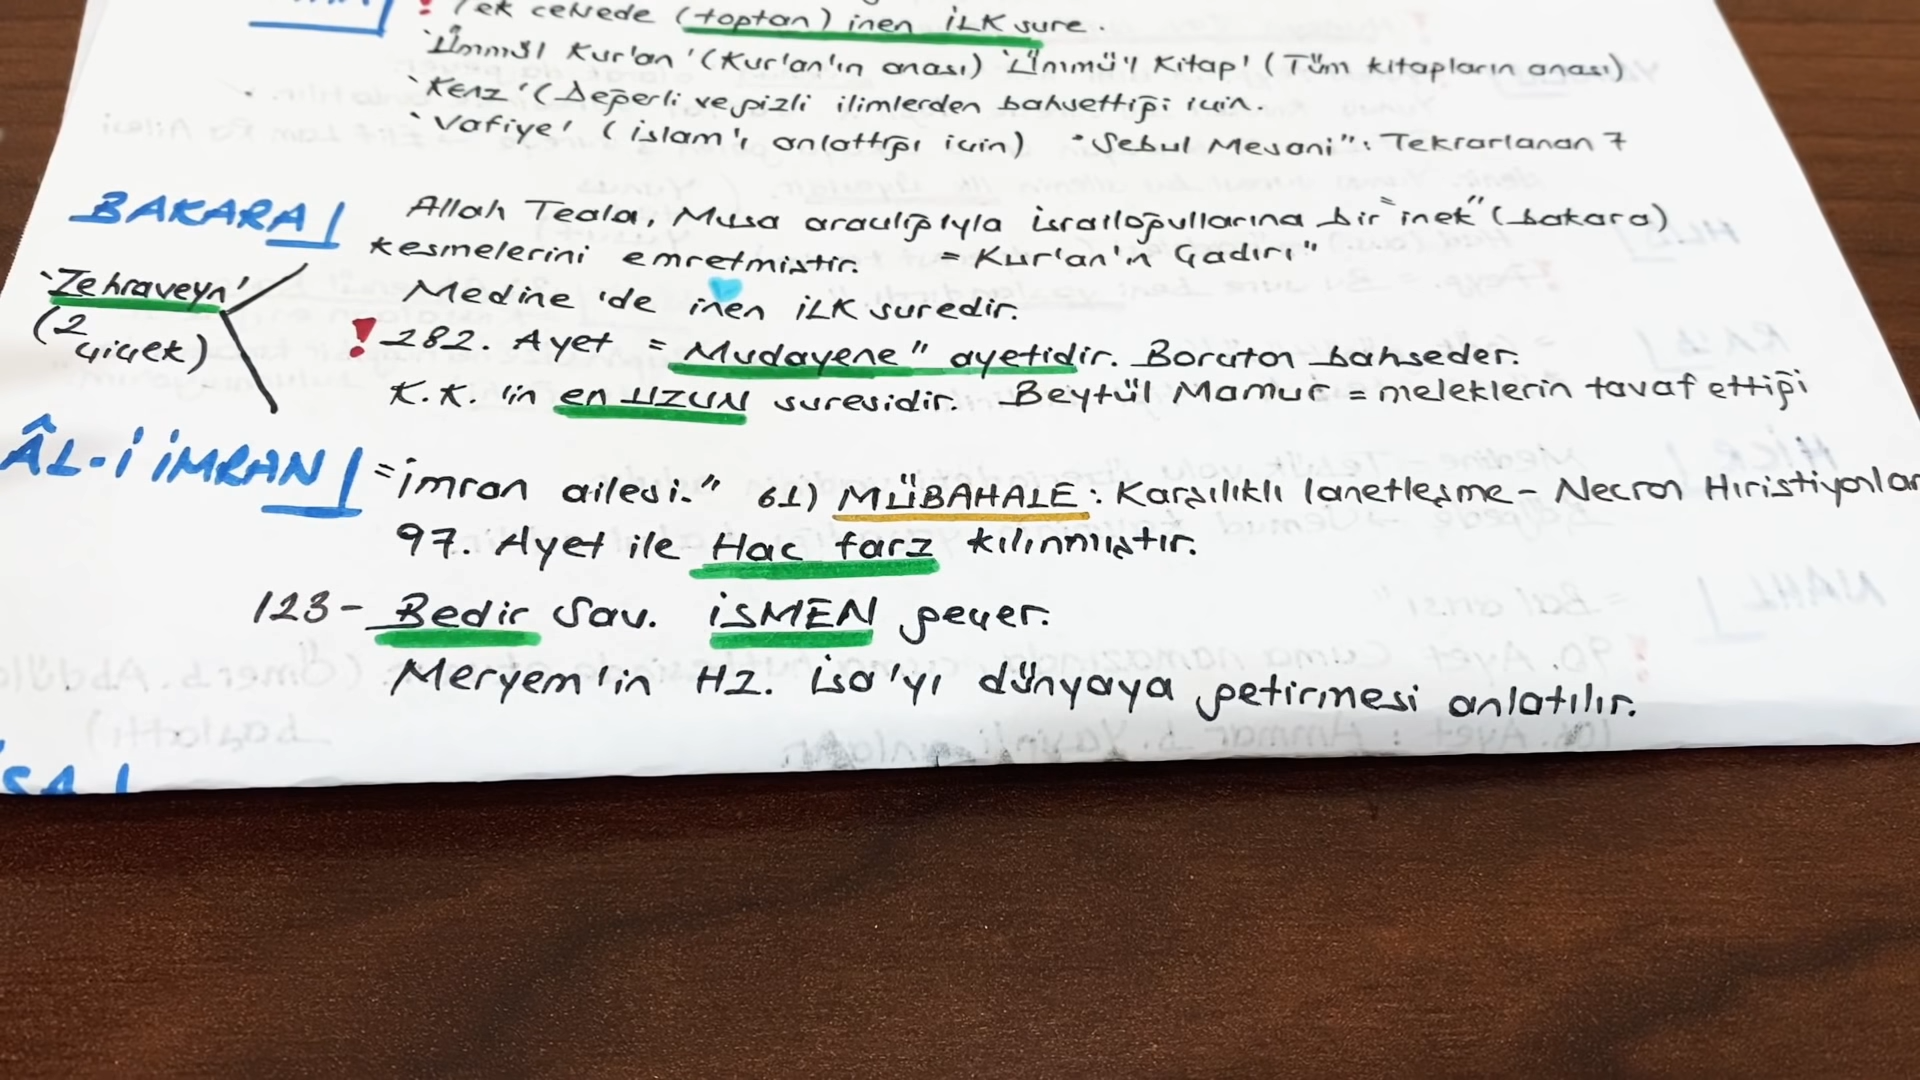 ! Tek celsede (toptan) inen İLK sure.
'Ümmül Kur'an' (Kur'an'ın anası) 'Ümmü'l Kitap' (Tüm kitapların anası)
'Kenz' (Değerli ve gizli ilimlerden bahsettiği için.
'Vafiye' (islam'ı anlattığı için) "Sebul Mesani": Tekrarlanan 7
BAKARA
Allah Teala, Musa aracılığıyla israiloğullarına bir "inek" (bakara)
kesmelerini emretmiştir. = Kur'an'ın Çadırı"
'Zehraveyn'
(2 çiçek)
Medine'de inen İLK suredir.
! 282. Ayet = Mudayene" ayetidir. Borçtan bahseder.
K.K.'in en UZUN suresidir. Beytül Mamur = meleklerin tavaf ettiği
ÂL-İ İMRAN
= imran ailesi." 61) MÜBAHALE: Karşılıklı lanetleşme - Necran Hıristiyanlar
97. Ayet ile Hac farz kılınmıştır.
123- Bedir Sav. İSMEN geçer.
Meryem'in Hz. İsa'yı dünyaya getirmesi anlatılır.